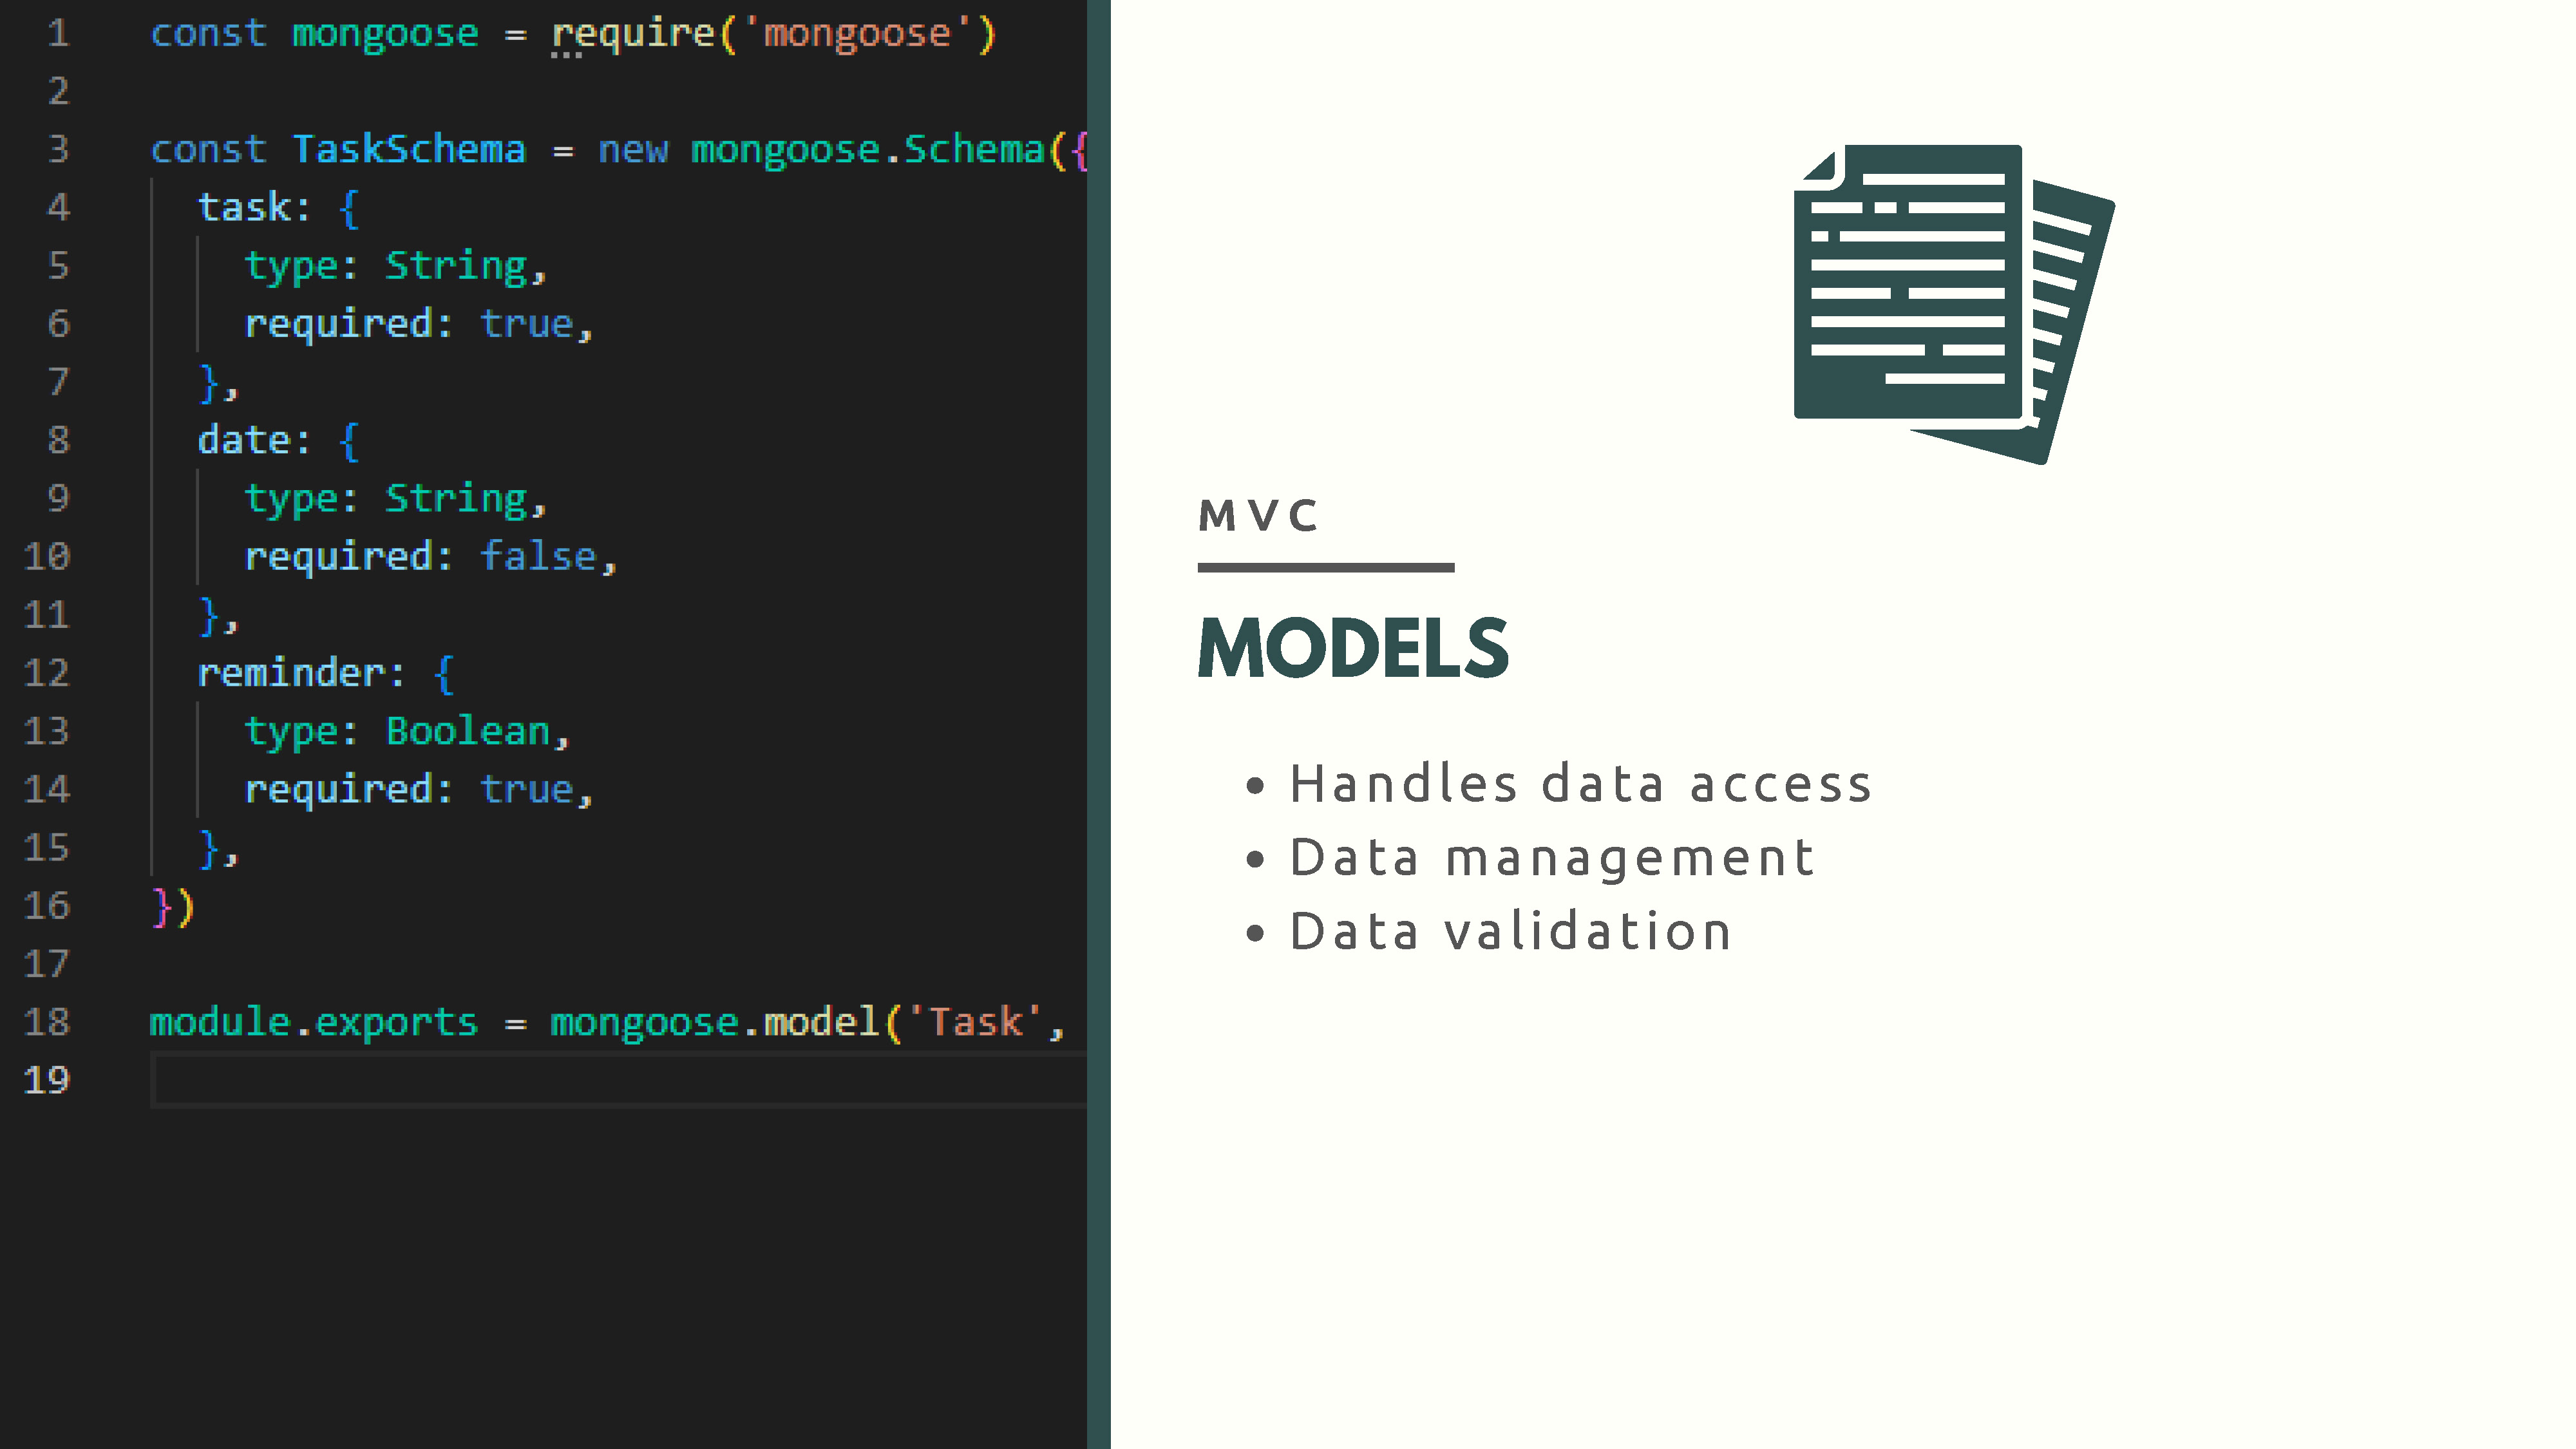 1 const mongoose = require('mongoose')
2
3 const TaskSchema = new mongoose.Schema({
4 task: {
5 type: String,
6 required: true,
7 },
8 date: {
9 type: String,
10 required: false,
11 },
12 reminder: {
13 type: Boolean,
14 required: true,
15 },
16 })
17
18 module.exports = mongoose.model('Task',
19
MVC
MODELS
• Handles data access
• Data management
• Data validation